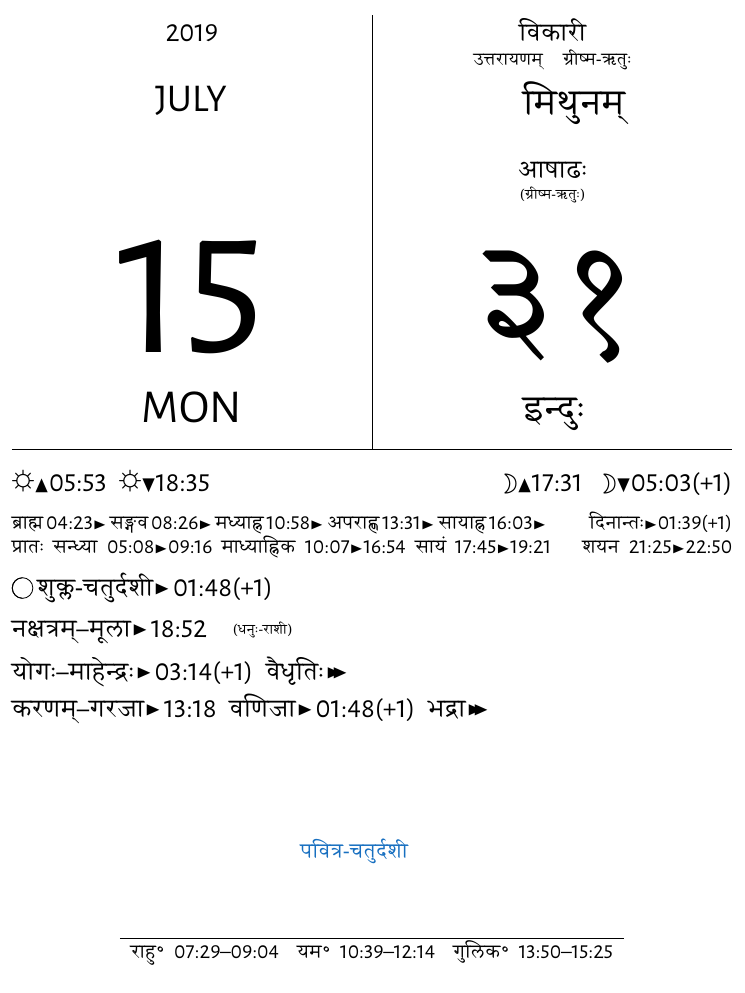 2019
JULY
15
MON
विकारी
उत्तरायणम् ग्रीष्म-ऋतुः
मिथुनम्
आषाढः
(ग्रीष्म-ऋतुः)
३१
इन्दुः
☼▲05:53 ☼▼18:35 ☽▲17:31 ☽▼05:03(+1)
ब्राह्म 04:23► सङ्गव 08:26► मध्याह्न 10:58► अपराह्ण 13:31► सायाह्न 16:03► दिनान्तः►01:39(+1)
प्रातः सन्ध्या 05:08►09:16 माध्याह्निक 10:07►16:54 सायं 17:45►19:21 शयन 21:25►22:50
◯ शुक्ल-चतुर्दशी► 01:48(+1)
नक्षत्रम्–मूला►18:52 (धनुः-राशी)
योगः–माहेन्द्रः► 03:14(+1) वैधृतिः►►
करणम्–गरजा►13:18 वणिजा►01:48(+1) भद्रा►►
पवित्र-चतुर्दशी
राहु° 07:29–09:04 यम° 10:39–12:14 गुलिक° 13:50–15:25